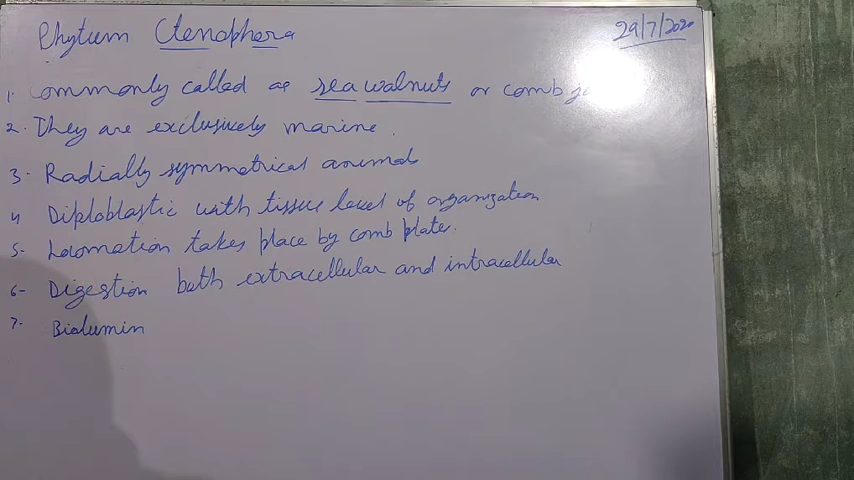 Phylum Ctenophora
29/7/2020
1. Commonly called as sea walnuts or comb
2. They are exclusively marine.
3. Radially symmetrical animals
4 Diploblastic with tissue level of organization
5. Locomotion takes place by comb plates.
6- Digestion both extracellular and intracellular
7. Biolumin